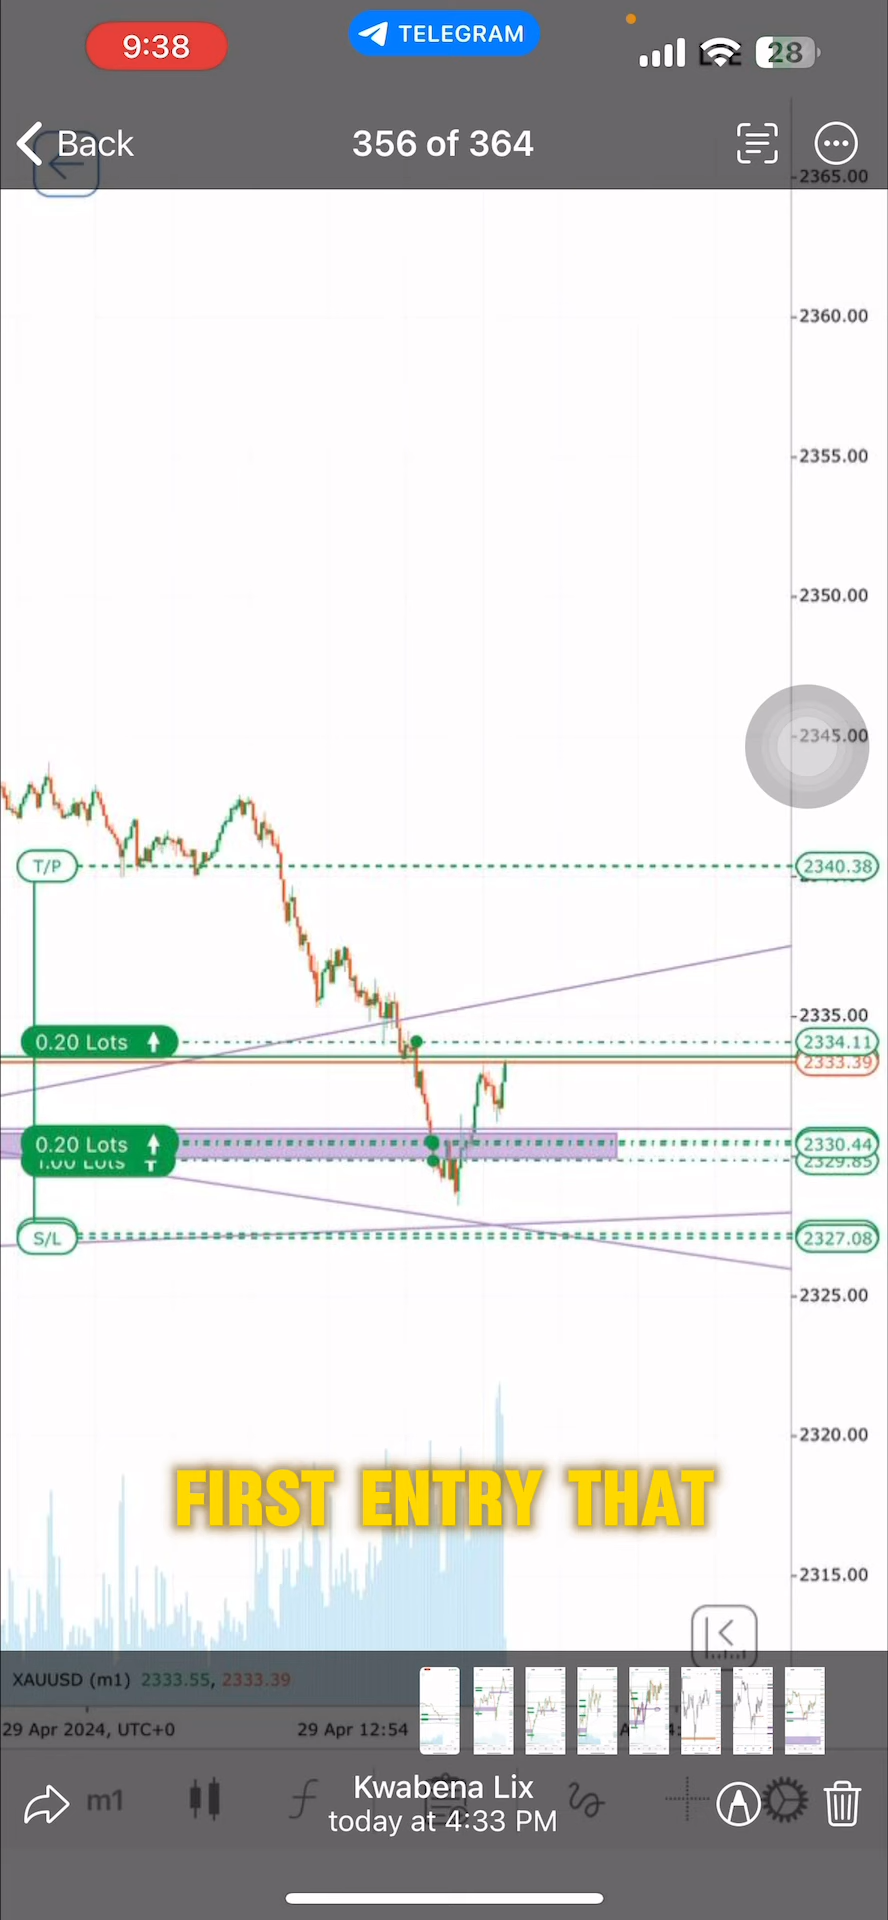 9:38
TELEGRAM
28
Back
356 of 364
2365.00
2360.00
2355.00
2350.00
2345.00
T/P
2340.38
2335.00
0.20 Lots
2334.11
2333.39
0.20 Lots
2330.44
1.00 Lots
2329.85
S/L
2327.08
2325.00
2320.00
FIRST ENTRY THAT
2315.00
XAUUSD (m1) 2333.55, 2333.39
29 Apr 2024, UTC+0
29 Apr 12:54
m1
Kwabena Lix
today at 4:33 PM